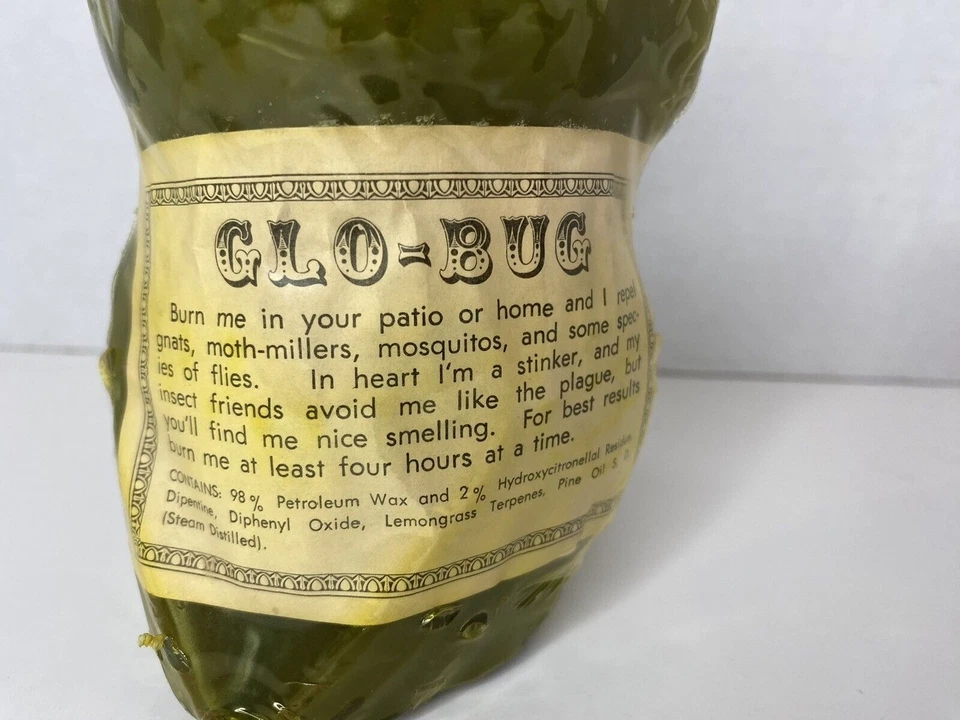 GLO-BUG
Burn me in your patio or home and I repel
gnats, moth-millers, mosquitos, and some spec-
ies of flies. In heart I'm a stinker, and my
insect friends avoid me like the plague, but
you'll find me nice smelling. For best results
burn me at least four hours at a time.
CONTAINS: 98% Petroleum Wax and 2% Hydroxycitronellal Residue,
Dipentine, Diphenyl Oxide, Lemongrass Terpenes, Pine Oil S. D.
(Steam Distilled).